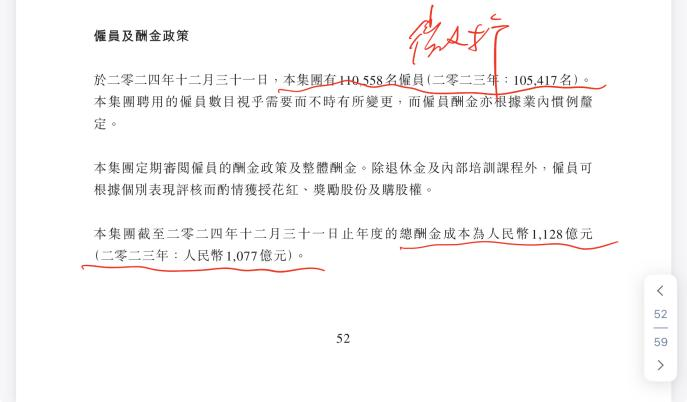 僱員及酬金政策
於二零二四年十二月三十一日，本集團有110,558名僱員(二零二三年：105,417名)。
本集團聘用的僱員數目視乎需要而不時有所變更，而僱員酬金亦根據業內慣例釐
定。
本集團定期審閱僱員的酬金政策及整體酬金。除退休金及內部培訓課程外，僱員可
根據個別表現評核而酌情獲授花紅、獎勵股份及購股權。
本集團截至二零二四年十二月三十一日止年度的總酬金成本為人民幣1,128億元
(二零二三年：人民幣1,077億元)。
52
52
59